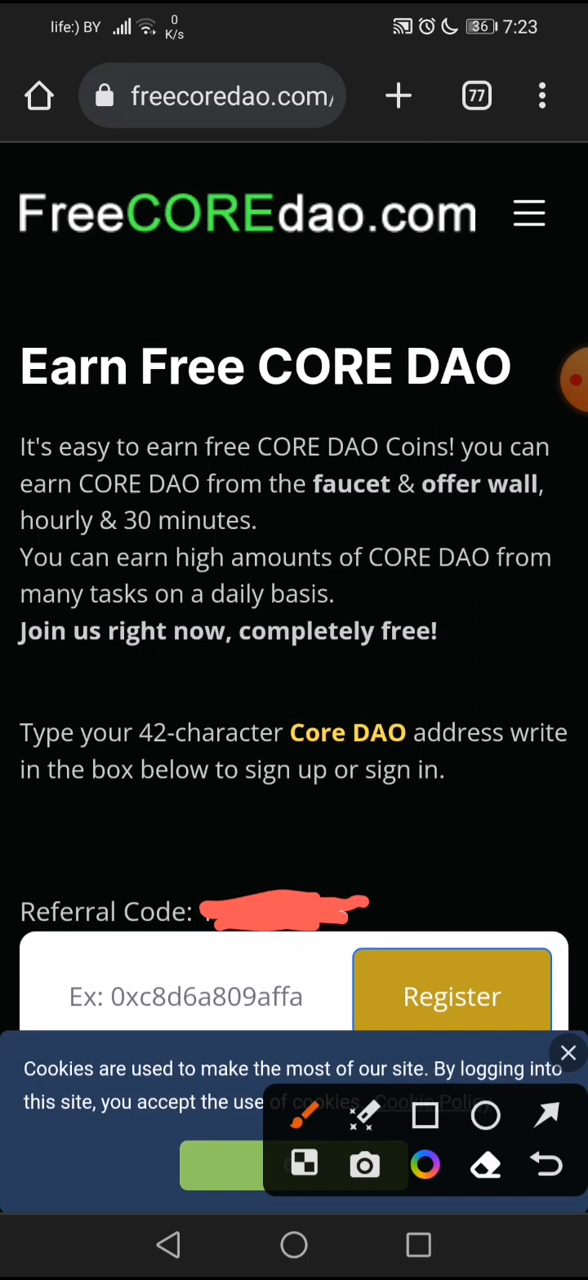 life:) BY 0 K/s 36 7:23
freecoredao.com/ 77
FreeCOREdao.com
Earn Free CORE DAO
It's easy to earn free CORE DAO Coins! you can
earn CORE DAO from the faucet & offer wall,
hourly & 30 minutes.
You can earn high amounts of CORE DAO from
many tasks on a daily basis.
Join us right now, completely free!
Type your 42-character Core DAO address write
in the box below to sign up or sign in.
Referral Code:
Ex: 0xc8d6a809affa
Register
Cookies are used to make the most of our site. By logging into
this site, you accept the use of cookies. Cookie Policy